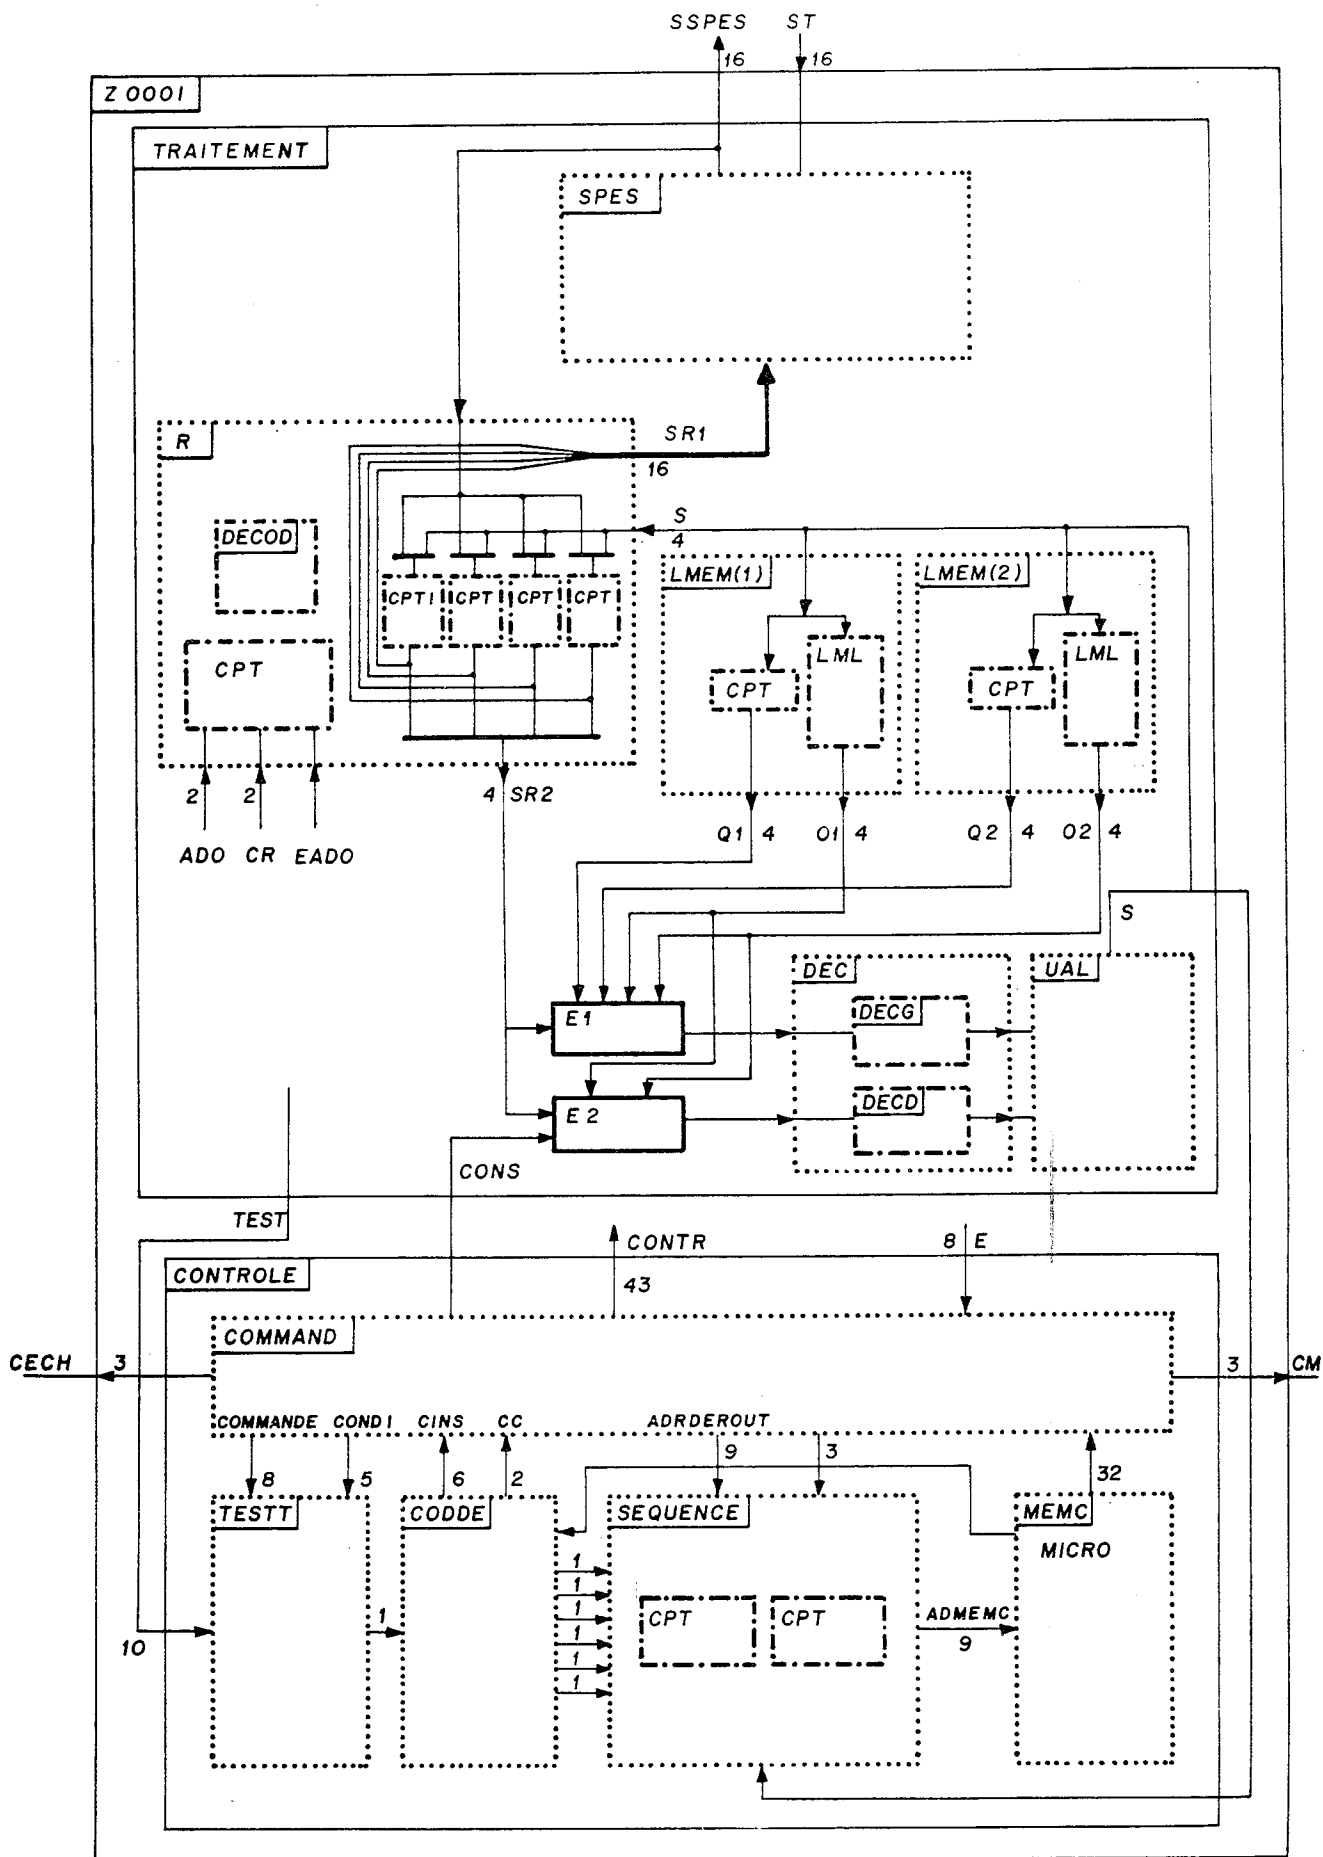 SSPES ST
16 16
Z 0001
TRAITEMENT
SPES
R
SR1
16
DECOD
S
4
LMEM(1)
LMEM(2)
CPT1 CPT CPT CPT
CPT
LML
CPT
LML
CPT
2 2
4 SR2
ADO CR EADO
Q1 4 O1 4
Q2 4 O2 4
S
DEC
UAL
E1
DECG
E2
DECD
CONS
TEST
CONTR
8 E
CONTROLE
43
COMMAND
CECH 3
3 CM
COMMANDE CONDI CINS CC ADRDEROUT
8 5 6 2 9 3 32
TESTT
CODDE
SEQUENCE
MEMC
MICRO
1
1
1
1
1
1
1
CPT CPT
ADMEMC
9
10